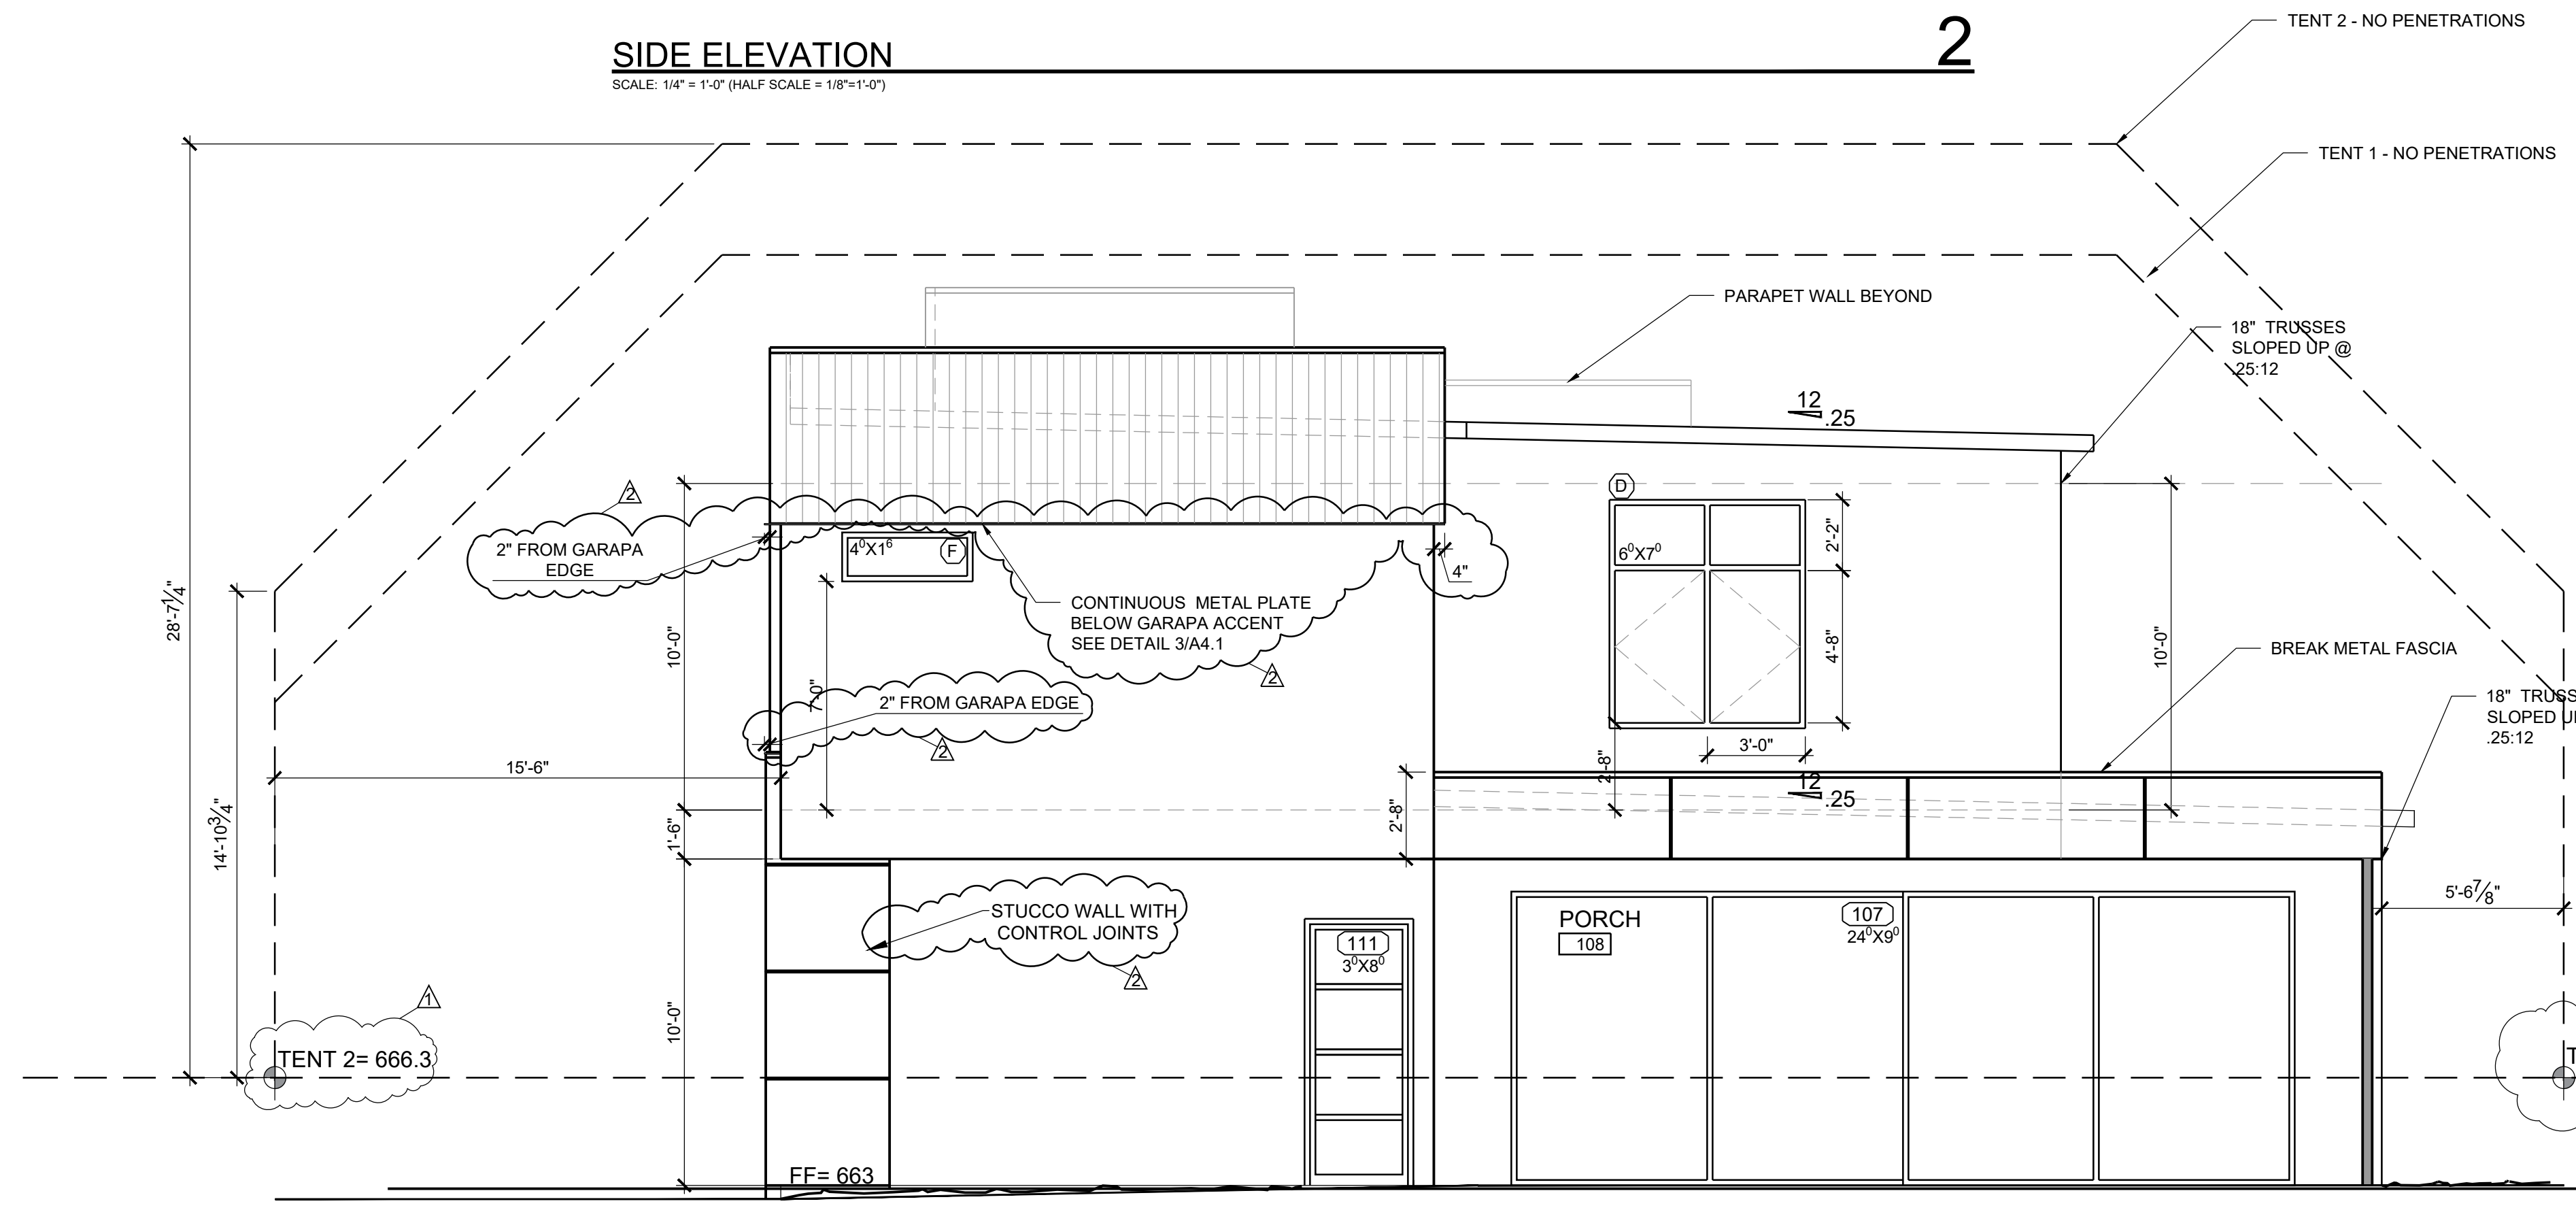 SIDE ELEVATION
2
SCALE: 1/4" = 1'-0" (HALF SCALE = 1/8"=1'-0")
TENT 2 - NO PENETRATIONS
TENT 1 - NO PENETRATIONS
PARAPET WALL BEYOND
18" TRUSSES
SLOPED UP @
.25:12
12
.25
2
D
2" FROM GARAPA
EDGE
4⁰X1⁶
F
6⁰X7⁰
2'-2"
4"
28'-7 1/4"
14'-10 3/4"
10'-0"
CONTINUOUS METAL PLATE
BELOW GARAPA ACCENT
SEE DETAIL 3/A4.1
2
4'-8"
10'-0"
BREAK METAL FASCIA
2" FROM GARAPA EDGE
2
18"
SLOPED
.25:12
3'-0"
15'-6"
12
.25
1'-6"
2'-8"
2'-8"
5'-6 7/8"
STUCCO WALL WITH
CONTROL JOINTS
2
PORCH
108
107
24⁰X9⁰
111
3⁰X8⁰
1
10'-0"
TENT 2= 666.3
FF= 663